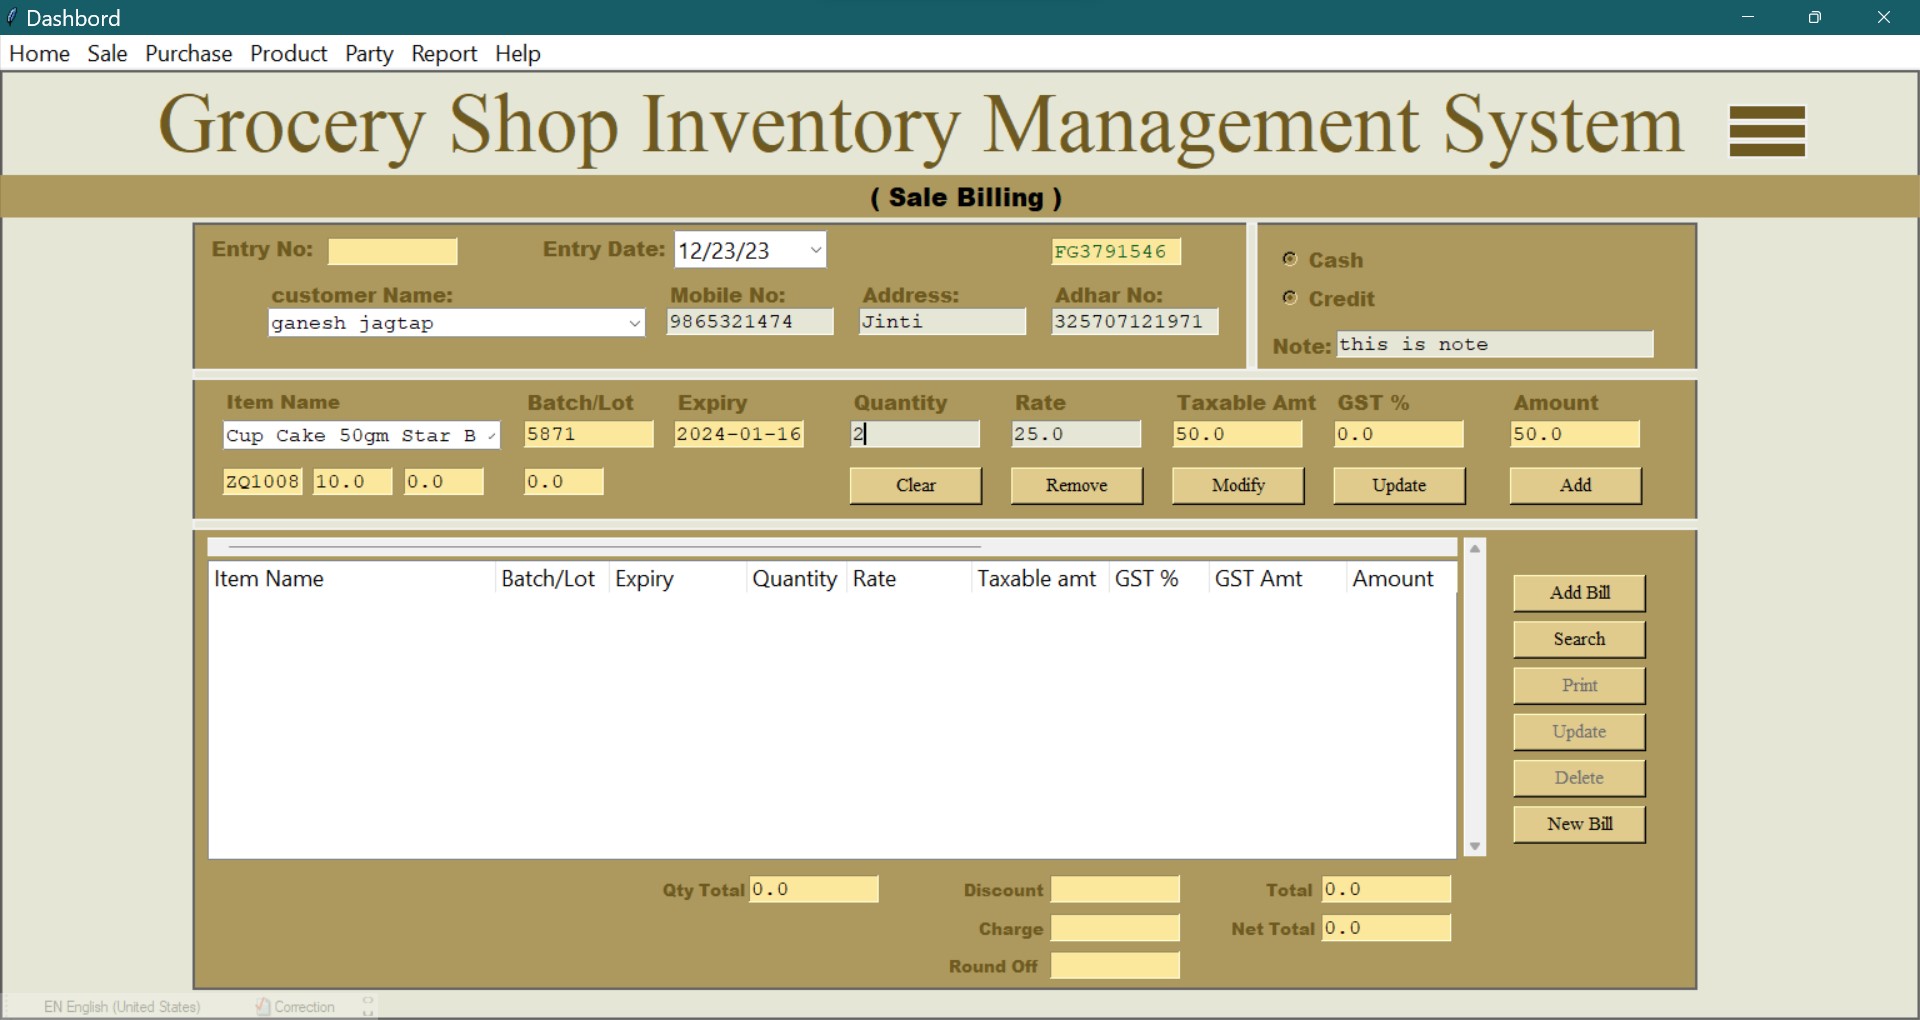 Dashbord
Home Sale Purchase Product Party Report Help
Grocery Shop Inventory Management System
( Sale Billing )
Entry No: Entry Date: 12/23/23 FG3791546
customer Name: Mobile No: Address: Adhar No:
ganesh jagtap 9865321474 Jinti 325707121971
Cash
Credit
Note: this is note
Item Name Batch/Lot Expiry Quantity Rate Taxable Amt GST % Amount
Cup Cake 50gm Star B 5871 2024-01-16 2 25.0 50.0 0.0 50.0
ZQ1008 10.0 0.0 0.0 Clear Remove Modify Update Add
Item Name Batch/Lot Expiry Quantity Rate Taxable amt GST % GST Amt Amount
Add Bill
Search
Print
Update
Delete
New Bill
Qty Total 0.0 Discount Total 0.0
Charge Net Total 0.0
Round Off
EN English (United States) Correction